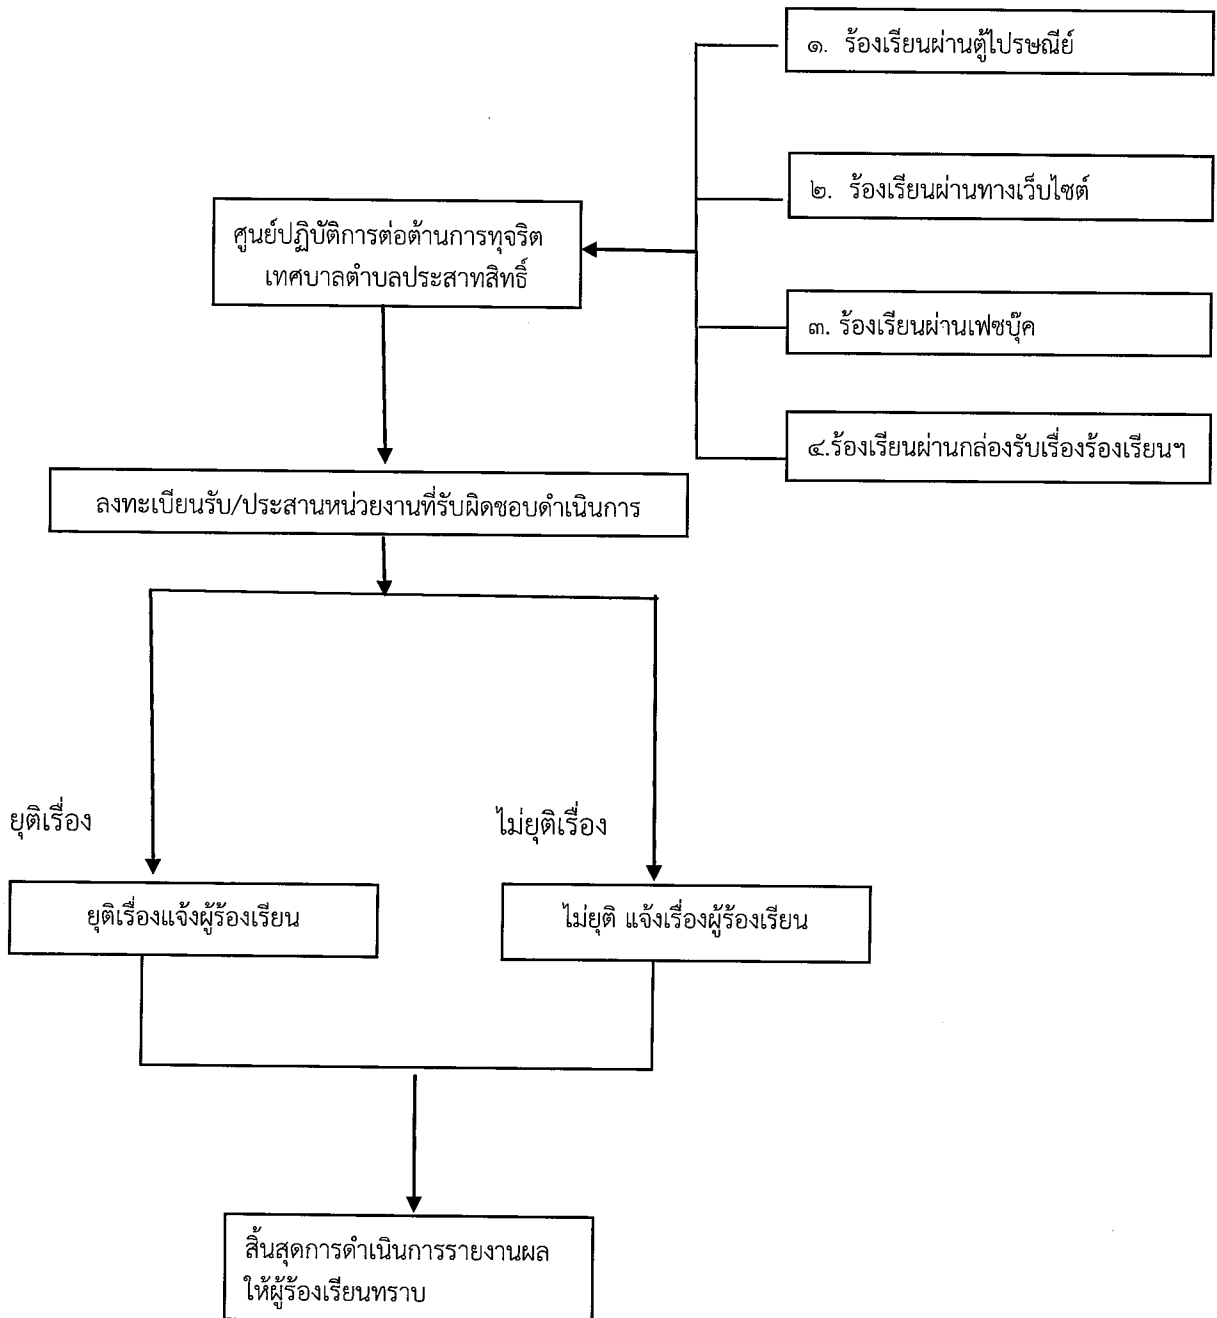 ๑. ร้องเรียนผ่านตู้ไปรษณีย์
๒. ร้องเรียนผ่านทางเว็บไซต์
ศูนย์ปฏิบัติการต่อต้านการทุจริต
เทศบาลตำบลประสาทสิทธิ์
๓. ร้องเรียนผ่านเฟซบุ๊ค
๔.ร้องเรียนผ่านกล่องรับเรื่องร้องเรียนฯ
ลงทะเบียนรับ/ประสานหน่วยงานที่รับผิดชอบดำเนินการ
ยุติเรื่อง
ไม่ยุติเรื่อง
ยุติเรื่องแจ้งผู้ร้องเรียน
ไม่ยุติ แจ้งเรื่องผู้ร้องเรียน
สิ้นสุดการดำเนินการรายงานผล
ให้ผู้ร้องเรียนทราบ